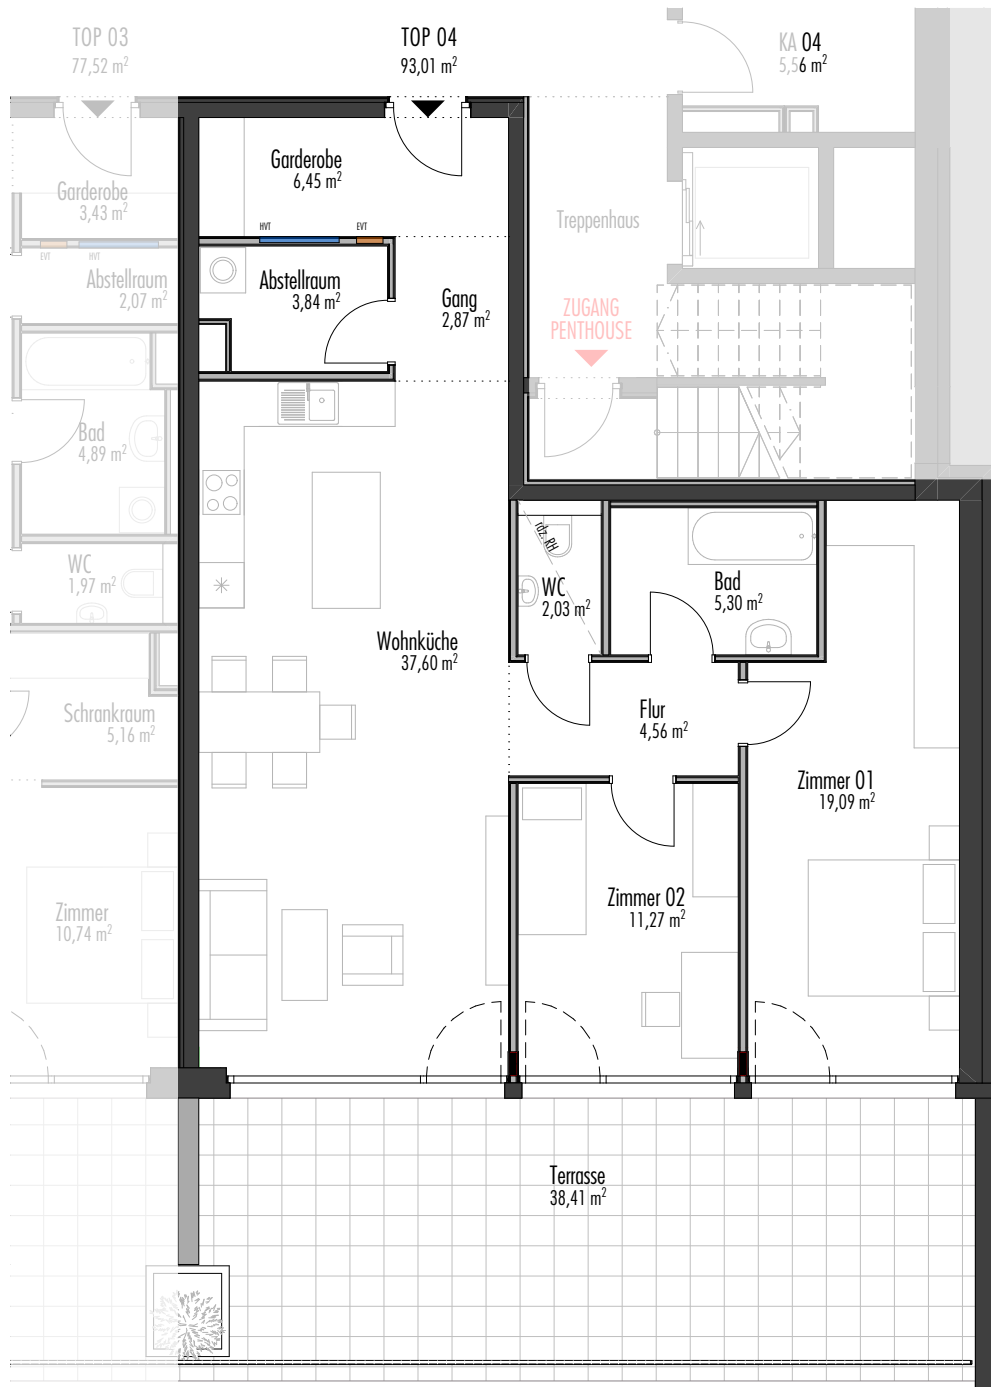 TOP 03
77,52 m²
TOP 04
93,01 m²
KA 04
5,56 m²
Garderobe
6,45 m²
Garderobe
3,43 m²
Treppenhaus
HVT
EVT
EVT
HVT
Abstellraum
3,84 m²
Abstellraum
2,07 m²
Gang
2,87 m²
ZUGANG
PENTHOUSE
Bad
4,89 m²
rdz. RH
WC
1,97 m²
WC
2,03 m²
Bad
5,30 m²
Wohnküche
37,60 m²
Schrankraum
5,16 m²
Flur
4,56 m²
Zimmer 01
19,09 m²
Zimmer 02
11,27 m²
Zimmer
10,74 m²
Terrasse
38,41 m²